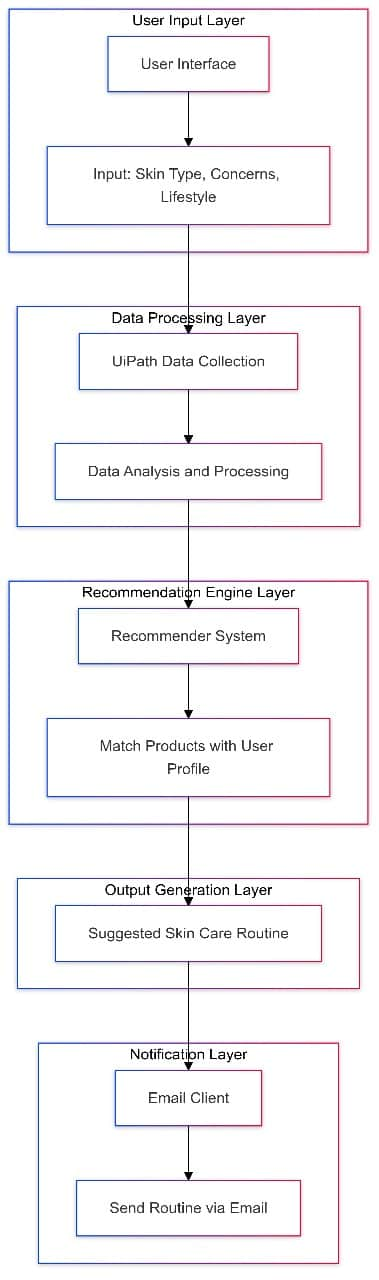 User Input Layer
User Interface
Input: Skin Type, Concerns,
Lifestyle
Data Processing Layer
UiPath Data Collection
Data Analysis and Processing
Recommendation Engine Layer
Recommender System
Match Products with User
Profile
Output Generation Layer
Suggested Skin Care Routine
Notification Layer
Email Client
Send Routine via Email